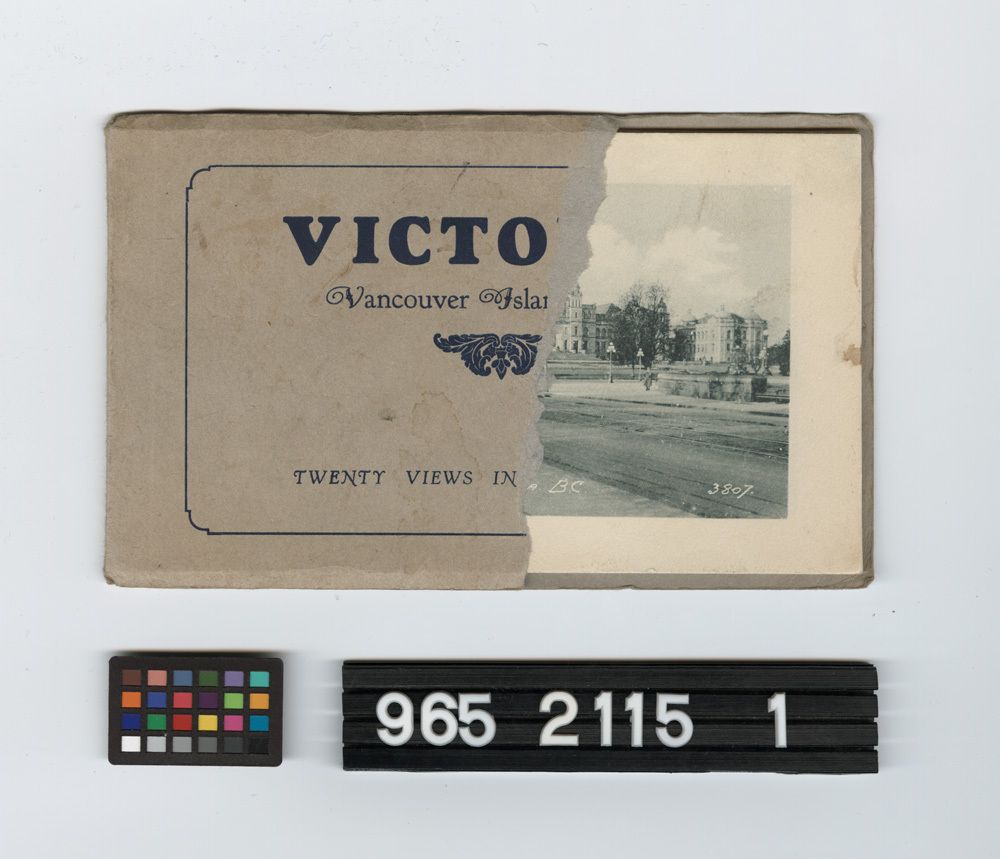 VICTO
Vancouver Islan
TWENTY VIEWS IN
a. BC
3807.
965 2115 1